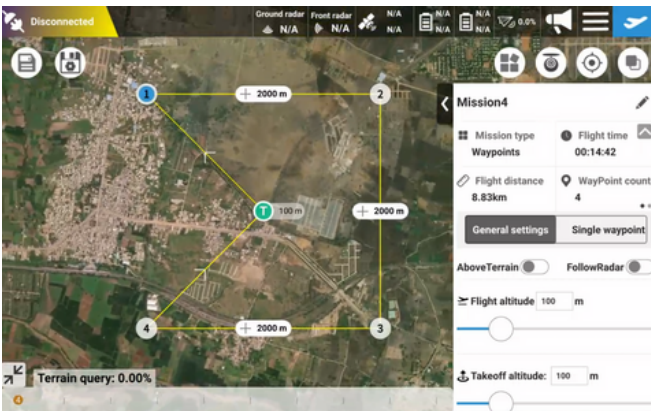 Disconnected
Ground radar
N/A
Front radar
N/A
N/A
N/A
N/A
N/A
N/A
N/A
0.0%
1
2000 m
2
T
100 m
2000 m
4
2000 m
3
Terrain query: 0.00%
4
Mission4
Mission type
Waypoints
Flight time
00:14:42
Flight distance
8.83km
WayPoint count
4
General settings
Single waypoint
AboveTerrain
FollowRadar
Flight altitude 100 m
Takeoff altitude: 100 m